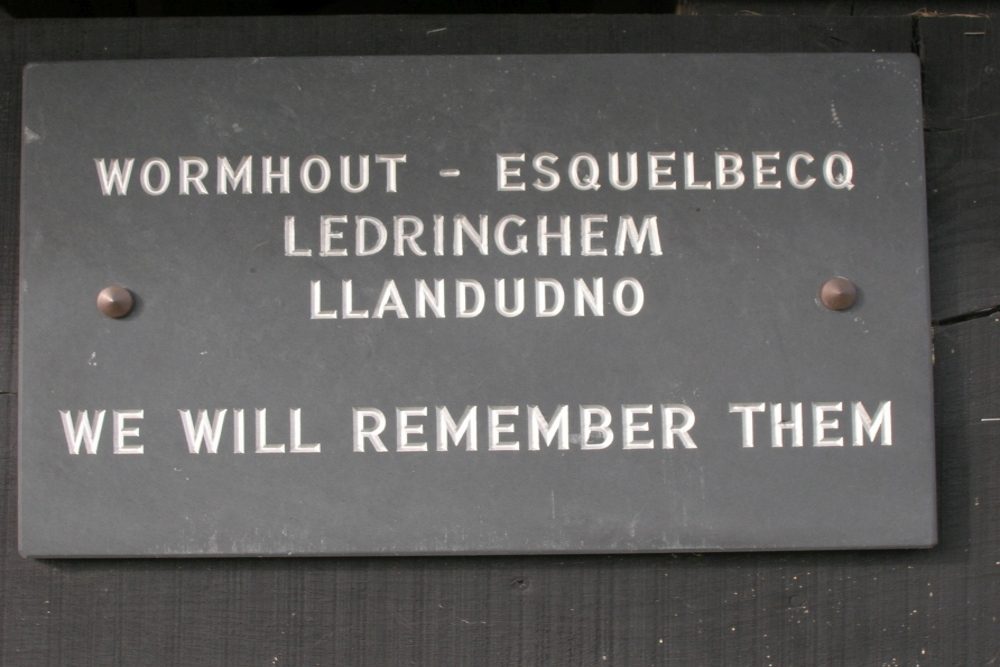 WORMHOUT - ESQUELBECQ
LEDRINGHEM
LLANDUDNO
WE WILL REMEMBER THEM